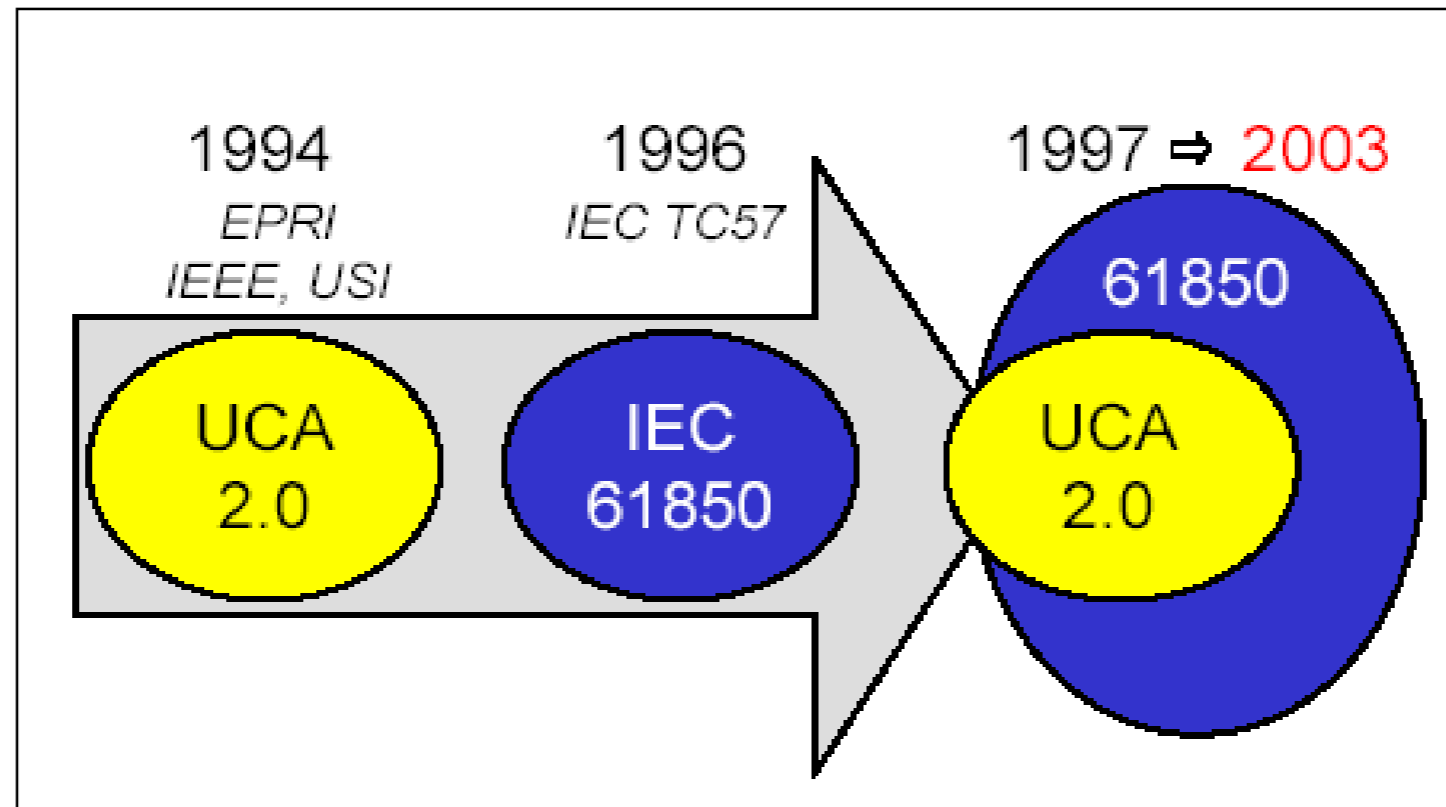 1994
EPRI
IEEE, USI
1996
IEC TC57
1997 ⇨ 2003
UCA
2.0
IEC
61850
61850
UCA
2.0